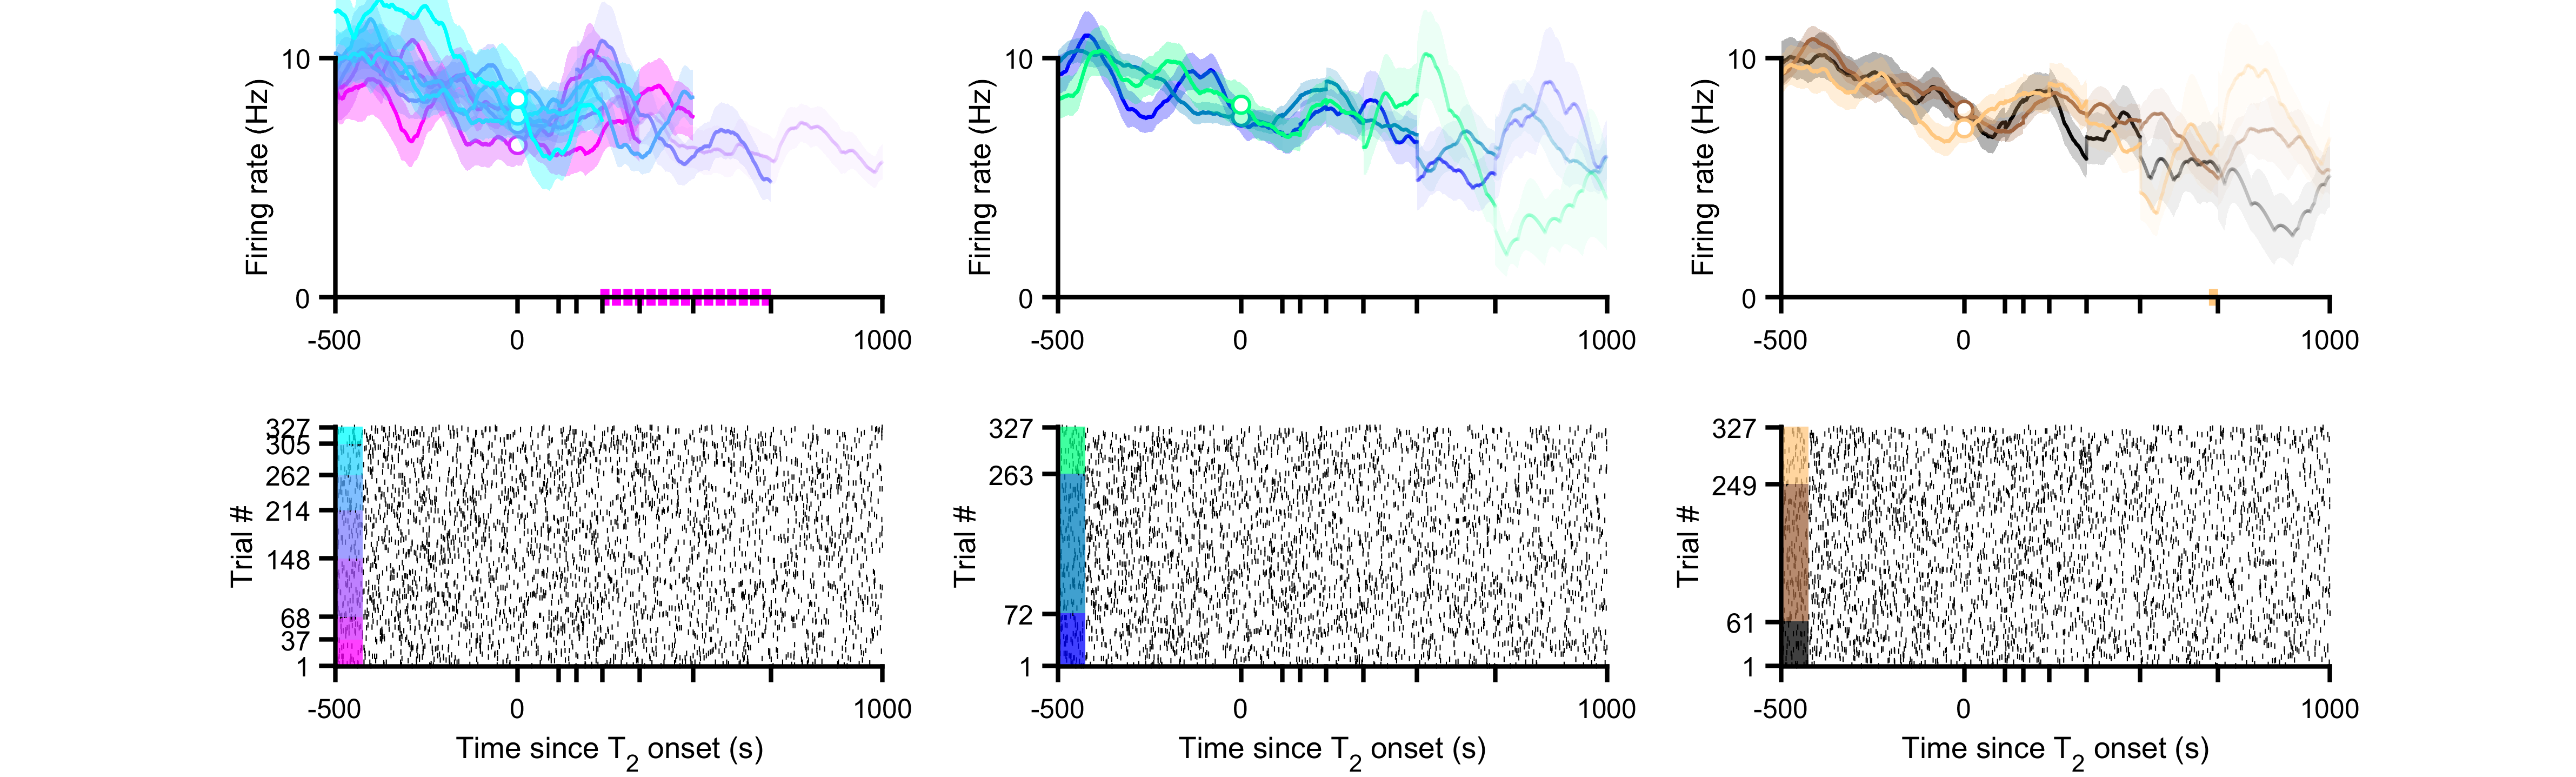 10 10 10
Firing rate (Hz) Firing rate (Hz) Firing rate (Hz)
0 0 0
-500 0 1000 -500 0 1000 -500 0 1000
327 327 327
305
262 263 249
214
148
68 72 61
37
1 1 1
Trial # Trial # Trial #
-500 0 1000 -500 0 1000 -500 0 1000
Time since T2 onset (s) Time since T2 onset (s) Time since T2 onset (s)